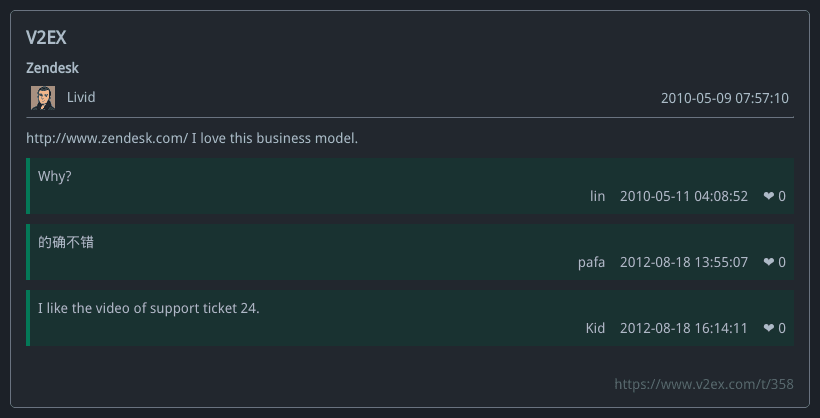 V2EX
Zendesk
Livid 2010-05-09 07:57:10
http://www.zendesk.com/ I love this business model.
Why?
lin 2010-05-11 04:08:52 ❤ 0
的确不错
pafa 2012-08-18 13:55:07 ❤ 0
I like the video of support ticket 24.
Kid 2012-08-18 16:14:11 ❤ 0
https://www.v2ex.com/t/358